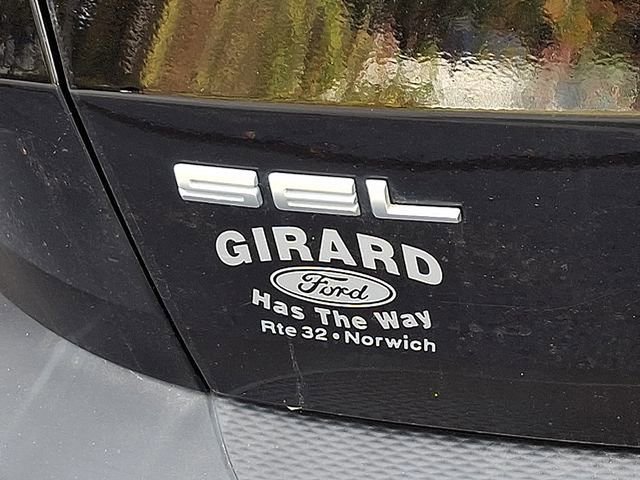 SEL
GIRARD
Ford
Has The Way
Rte 32 • Norwich